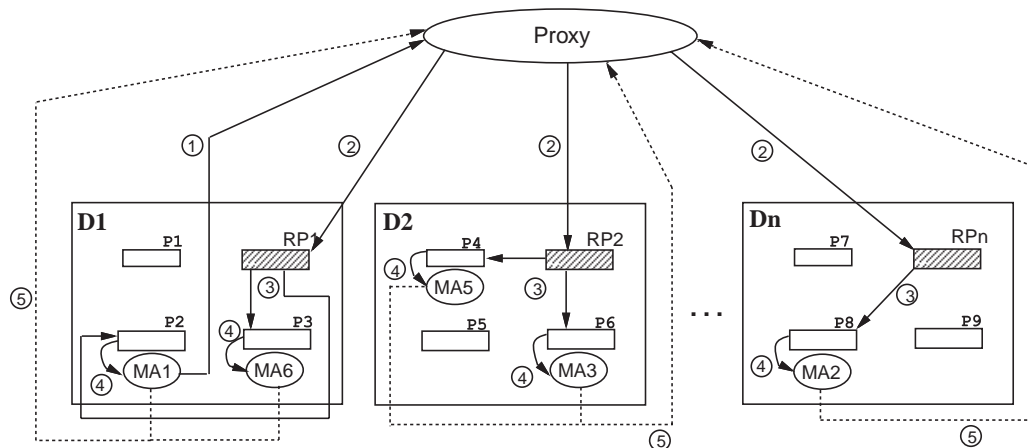 Proxy
① ② ② ②
D1 P1 RP1
D2 P4 RP2
Dn P7 RPn
④ MA5 ③
③
③
⑤
P2 P3
④
MA1 MA6
④
P5 P6
④ MA3
...
P8 P9
④ MA2
⑤
⑤